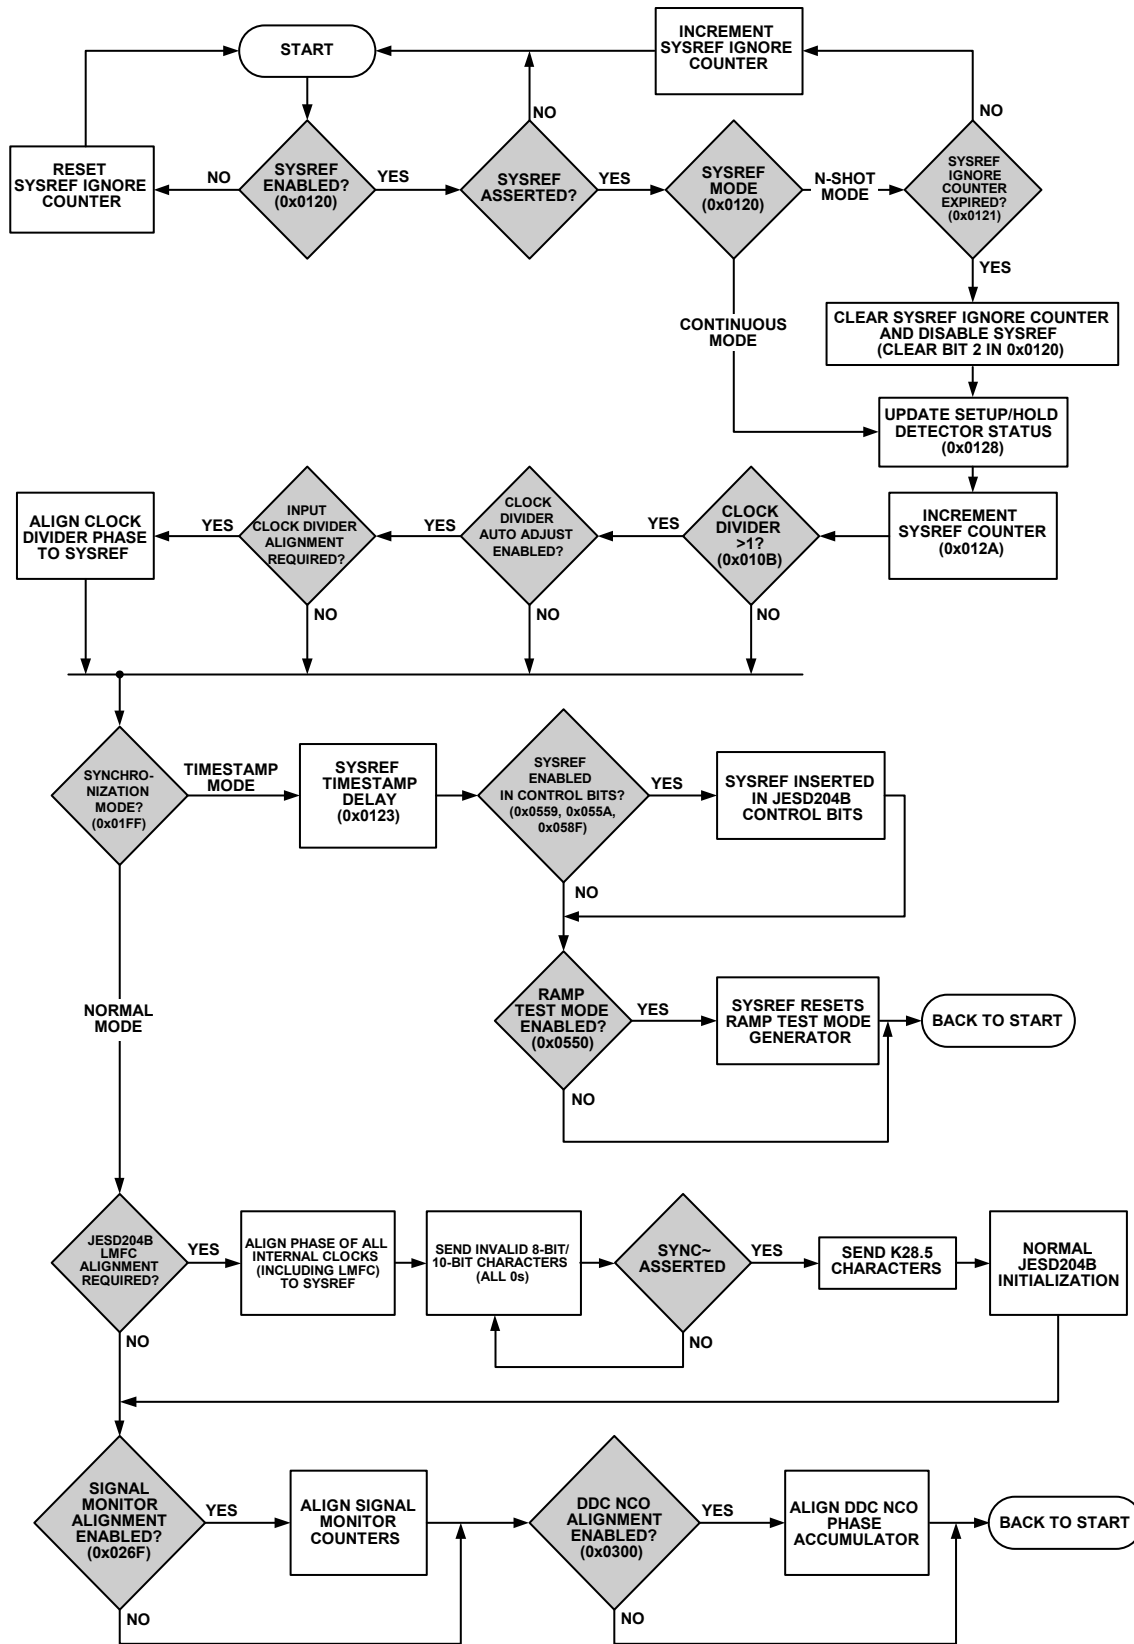 INCREMENT
SYSREF IGNORE
COUNTER
START
NO
NO
RESET
SYSREF IGNORE
COUNTER
NO
SYSREF
ENABLED?
(0x0120)
YES
SYSREF
ASSERTED?
YES
SYSREF
MODE
(0x0120)
N-SHOT
MODE
SYSREF
IGNORE
COUNTER
EXPIRED?
(0x0121)
YES
CONTINUOUS
MODE
CLEAR SYSREF IGNORE COUNTER
AND DISABLE SYSREF
(CLEAR BIT 2 IN 0x0120)
UPDATE SETUP/HOLD
DETECTOR STATUS
(0x0128)
ALIGN CLOCK
DIVIDER PHASE
TO SYSREF
YES
INPUT
CLOCK DIVIDER
ALIGNMENT
REQUIRED?
YES
CLOCK
DIVIDER
AUTO ADJUST
ENABLED?
YES
CLOCK
DIVIDER
>1?
(0x010B)
INCREMENT
SYSREF COUNTER
(0x012A)
NO
NO
NO
SYNCHRO-
NIZATION
MODE?
(0x01FF)
TIMESTAMP
MODE
SYSREF
TIMESTAMP
DELAY
(0x0123)
SYSREF
ENABLED
IN CONTROL BITS?
(0x0559, 0x055A,
0x058F)
YES
SYSREF INSERTED
IN JESD204B
CONTROL BITS
NO
NORMAL
MODE
RAMP
TEST MODE
ENABLED?
(0x0550)
YES
SYSREF RESETS
RAMP TEST MODE
GENERATOR
BACK TO START
NO
JESD204B
LMFC
ALIGNMENT
REQUIRED?
YES
ALIGN PHASE OF ALL
INTERNAL CLOCKS
(INCLUDING LMFC)
TO SYSREF
SEND INVALID 8-BIT/
10-BIT CHARACTERS
(ALL 0s)
SYNC~
ASSERTED
YES
SEND K28.5
CHARACTERS
NORMAL
JESD204B
INITIALIZATION
NO
NO
SIGNAL
MONITOR
ALIGNMENT
ENABLED?
(0x026F)
YES
ALIGN SIGNAL
MONITOR
COUNTERS
DDC NCO
ALIGNMENT
ENABLED?
(0x0300)
YES
ALIGN DDC NCO
PHASE
ACCUMULATOR
BACK TO START
NO
NO